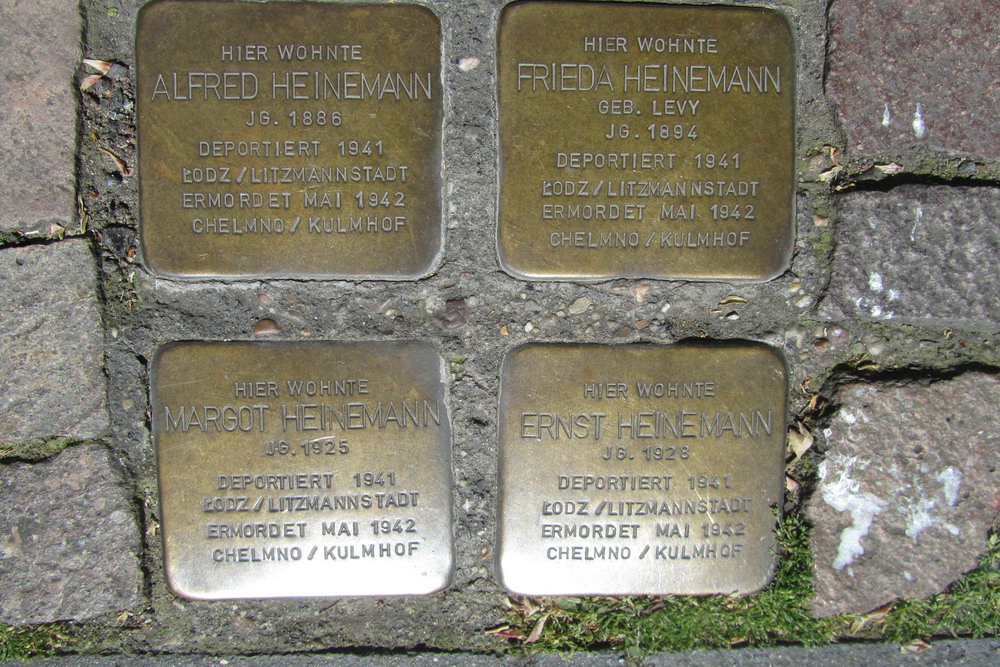 HIER WOHNTE
ALFRED HEINEMANN
JG. 1886
DEPORTIERT 1941
ŁODZ/LITZMANNSTADT
ERMORDET MAI 1942
CHELMNO/KULMHOF
HIER WOHNTE
FRIEDA HEINEMANN
GEB. LEVY
JG. 1894
DEPORTIERT 1941
ŁODZ/LITZMANNSTADT
ERMORDET MAI 1942
CHELMNO/KULMHOF
HIER WOHNTE
MARGOT HEINEMANN
JG. 1925
DEPORTIERT 1941
ŁODZ/LITZMANNSTADT
ERMORDET MAI 1942
CHELMNO/KULMHOF
HIER WOHNTE
ERNST HEINEMANN
JG. 1928
DEPORTIERT 1941
ŁODZ/LITZMANNSTADT
ERMORDET MAI 1942
CHELMNO/KULMHOF